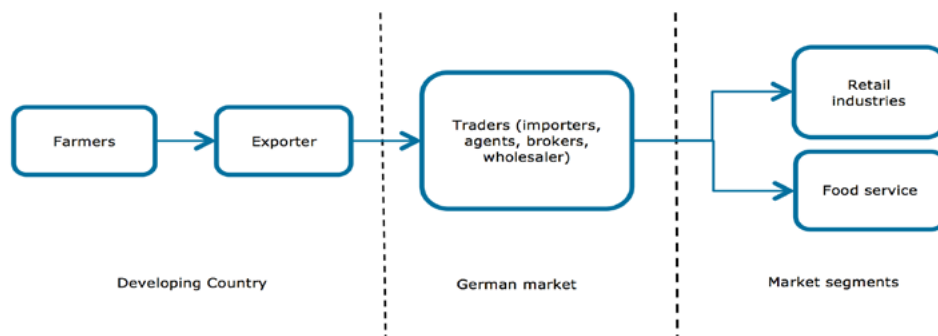 Farmers
Exporter
Traders (importers,
agents, brokers,
wholesaler)
Retail
industries
Food service
Developing Country
German market
Market segments